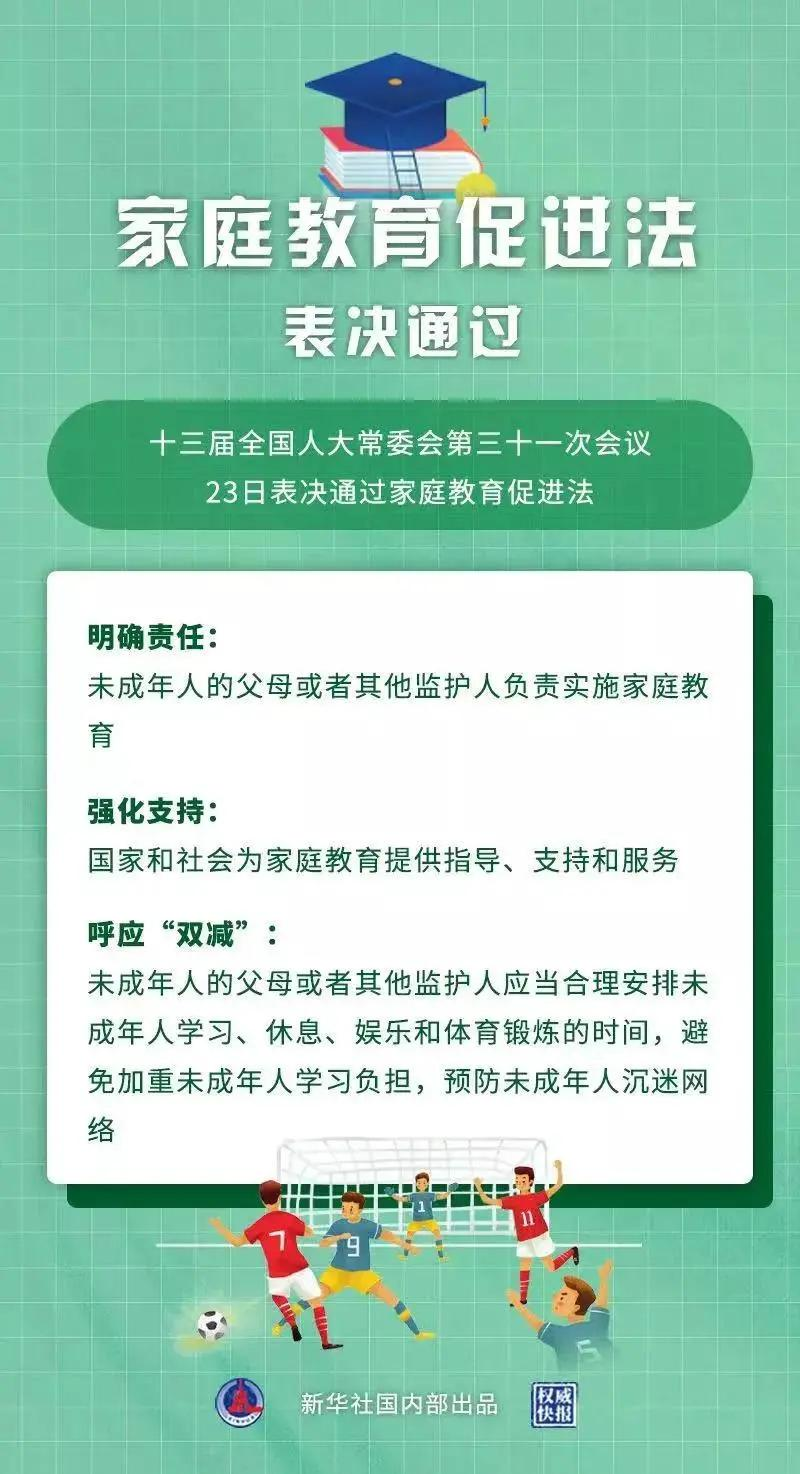 家庭教育促进法
表决通过
十三届全国人大常委会第三十一次会议
23日表决通过家庭教育促进法
明确责任：
未成年人的父母或者其他监护人负责实施家庭教
育
强化支持：
国家和社会为家庭教育提供指导、支持和服务
呼应“双减”：
未成年人的父母或者其他监护人应当合理安排未
成年人学习、休息、娱乐和体育锻炼的时间，避
免加重未成年人学习负担，预防未成年人沉迷网
络
1
7
9
11
5
新华社国内部出品
权威
快报